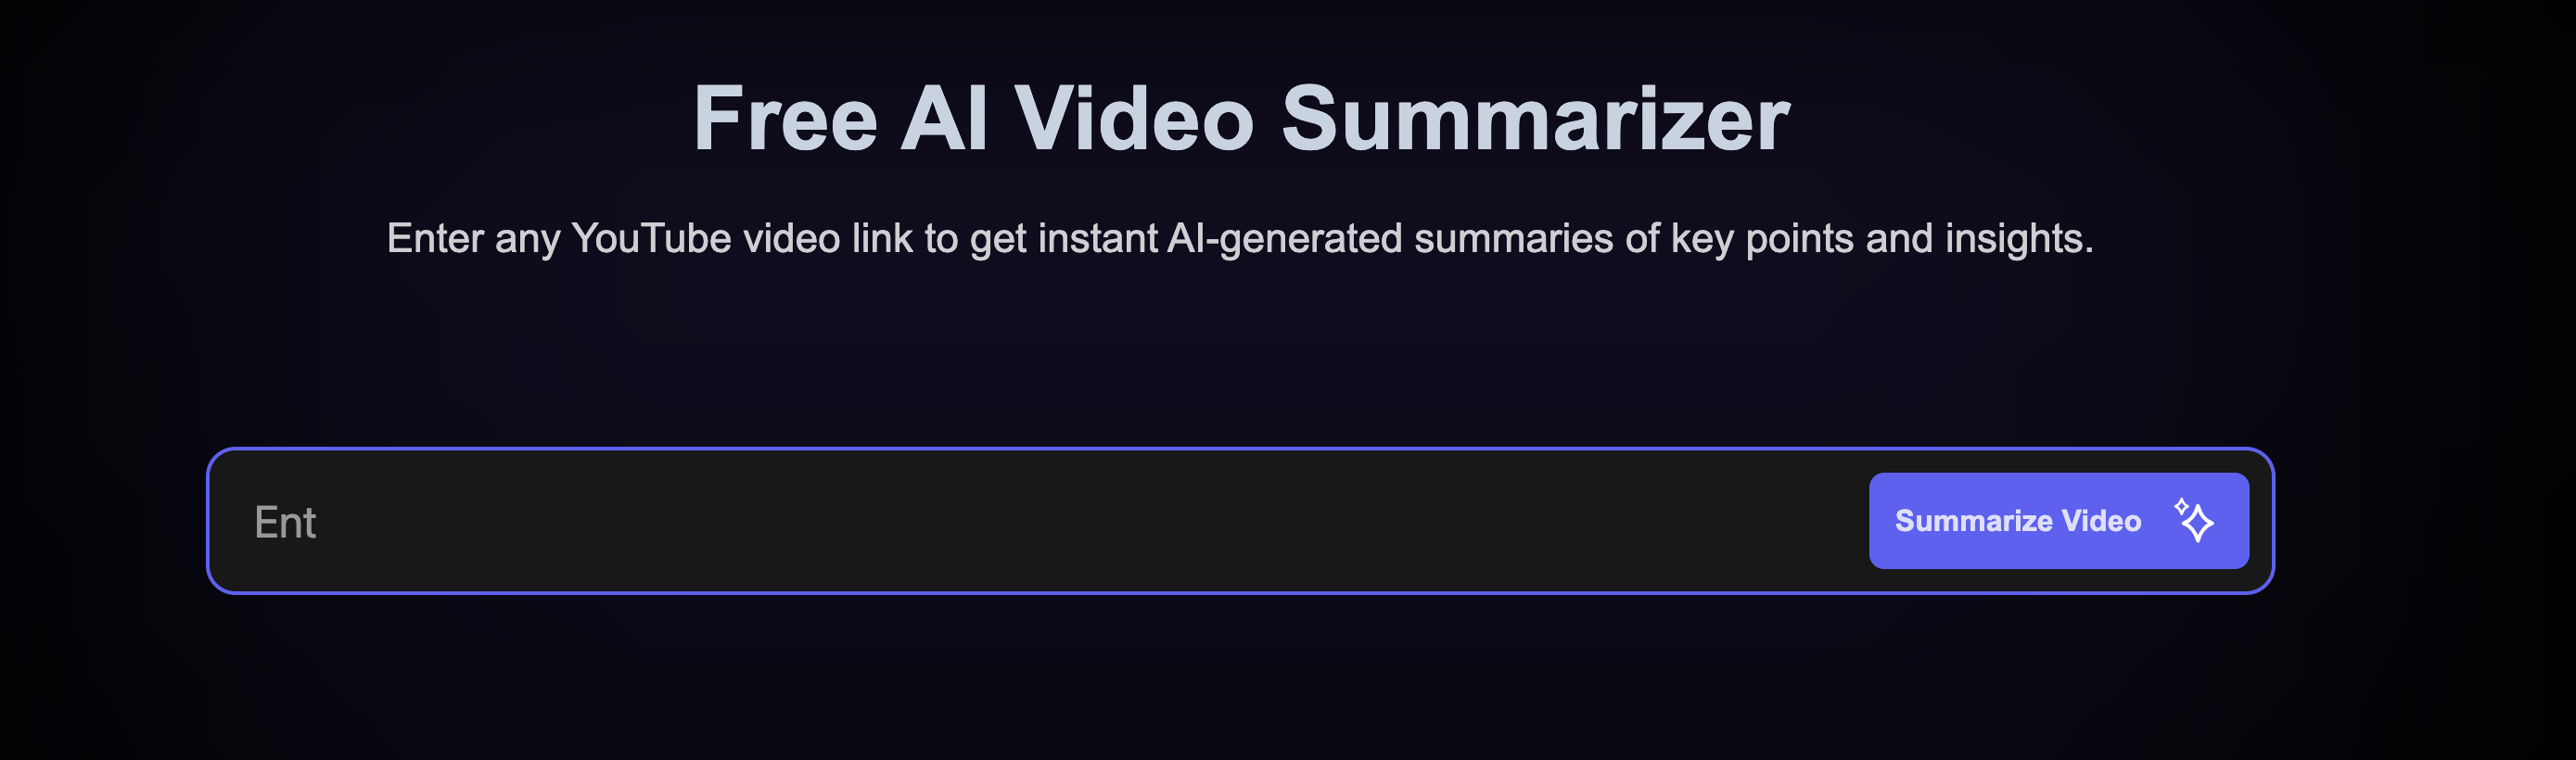 Free AI Video Summarizer
Enter any YouTube video link to get instant AI-generated summaries of key points and insights.
Ent
Summarize Video